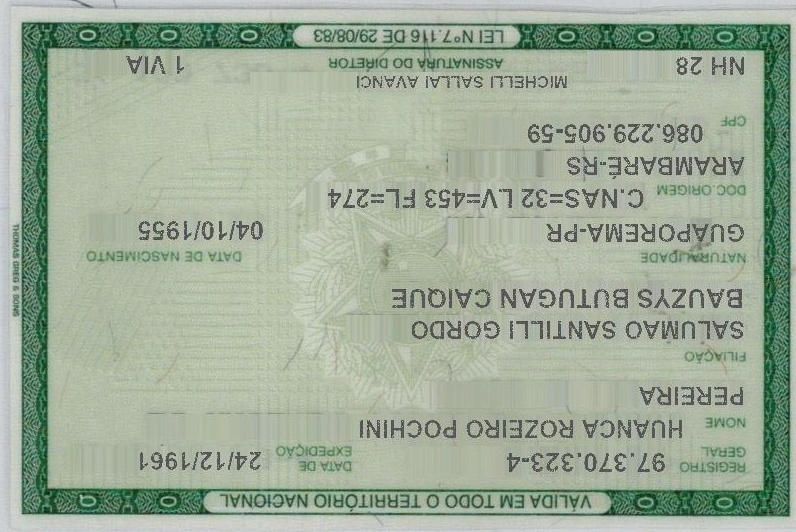 VÁLIDA EM TODO O TERRITÓRIO NACIONAL
REGISTRO GERAL 97.370.323-4 DATA DE EXPEDIÇÃO 24/12/1961
NOME HUANCA ROZEIRO POCHINI
PEREIRA
FILIAÇÃO
SALUMAO SANTILLI GORDO
BAUZYS BUTUGAN CAIQUE
NATURALIDADE DATA DE NASCIMENTO
GUAPOREMA-PR 04/10/1955
DOC.ORIGEM C.NAS=32 LV=453 FL=274
ARAMBARÉ-RS
CPF 086.229.905-59
MICHELLI SALLAI AVANCI
NH 28 ASSINATURA DO DIRETOR 1 VIA
LEI Nº 7.116 DE 29/08/83
THOMAS GREG & SONS